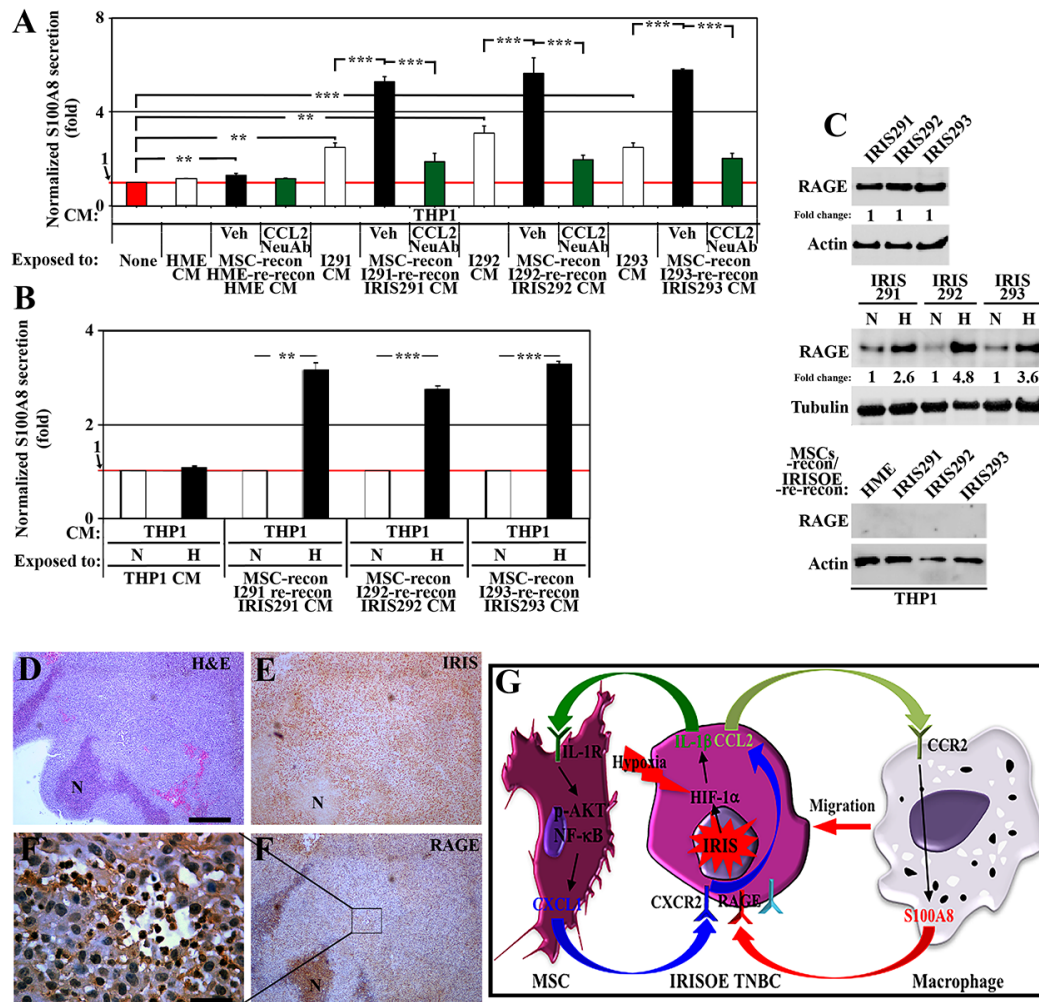 A
Normalized S100A8 secretion
(fold)
8
4
1
0
***
***
***
***
***
***
***
**
**
**
CM:
THP1
Exposed to:
None
HME
CM
Veh
CCL2
NeuAb
MSC-recon
HME-re-recon
HME CM
I291
CM
Veh
CCL2
NeuAb
MSC-recon
I291-re-recon
IRIS291 CM
I292
CM
Veh
CCL2
NeuAb
MSC-recon
I292-re-recon
IRIS292 CM
I293
CM
Veh
CCL2
NeuAb
MSC-recon
I293-re-recon
IRIS293 CM
B
Normalized S100A8 secretion
(fold)
4
2
1
0
**
***
***
CM:
THP1
THP1
THP1
THP1
Exposed to:
N H N H N H N H
THP1 CM
MSC-recon
I291 re-recon
IRIS291 CM
MSC-recon
I292-re-recon
IRIS292 CM
MSC-recon
I293-re-recon
IRIS293 CM
C
IRIS291
IRIS292
IRIS293
RAGE
Fold change: 1 1 1
Actin
IRIS
291
IRIS
292
IRIS
293
N H N H N H
RAGE
Fold change: 1 2.6 1 4.8 1 3.6
Tubulin
MSCs
-recon/
IRISOE
-re-recon:
HME
IRIS291
IRIS292
IRIS293
RAGE
Actin
THP1
D
H&E
N
E
IRIS
N
F'
F
RAGE
N
G
IL-1R
p-AKT
NF-κB
CXCL1
MSC
Hypoxia
IL-1β
CCL2
HIF-1α
IRIS
CXCR2
RAGE
IRISOE TNBC
Migration
CCR2
S100A8
Macrophage